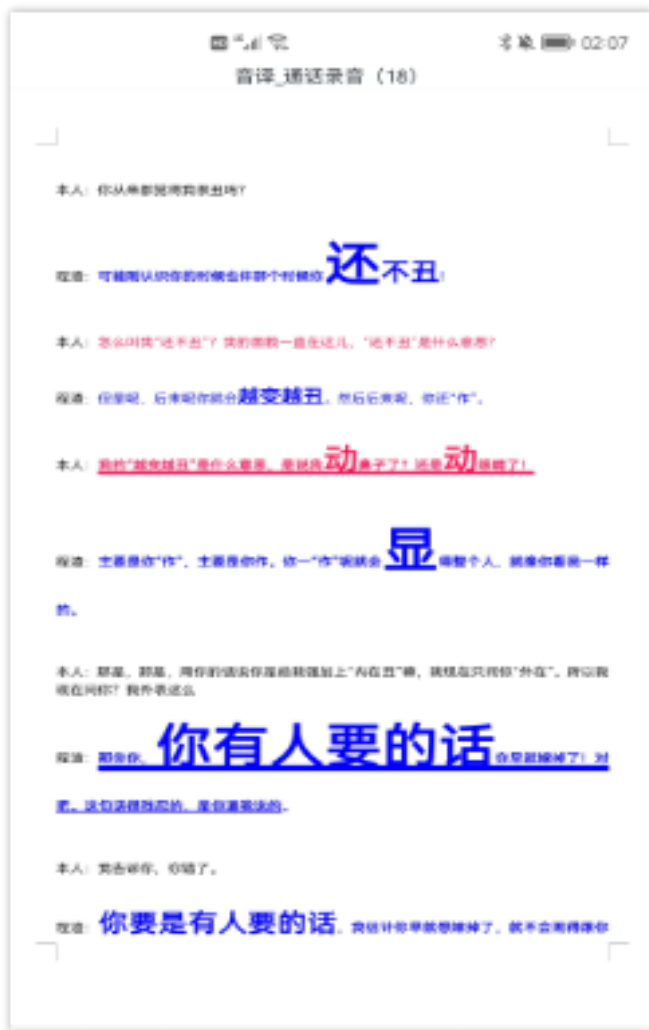 02:07
音译_通话录音（18）
本人：你从来都觉得我很丑吗？
程渣：可能刚认识你的时候也许那个时候你还不丑！
本人：怎么叫我“还不丑”？我的面貌一直在这儿，“还不丑”是什么意思？
程渣：但是呢，后来呢你就会越变越丑，然后后来呢，你还“作”。
本人：我的“越变越丑”是什么意思，是说我动鼻子了？还是动眼睛了！
程渣：主要是你“作”，主要是你作。你一“作”呢就会显得整个人，就像你看我一样
的。
本人：那是，那是，用你的话说你是给我强加上“内在丑”嘛，我现在只问你“外在”。所以我
现在问你？我外表这么
程渣：你有人要的话你早就嫁掉了！对
吧。这句话很残忍的，是你逼我说的。
本人：我告诉你，你错了。
程渣：你要是有人要的话，我估计你早就想嫁掉了，就不会用得跟你